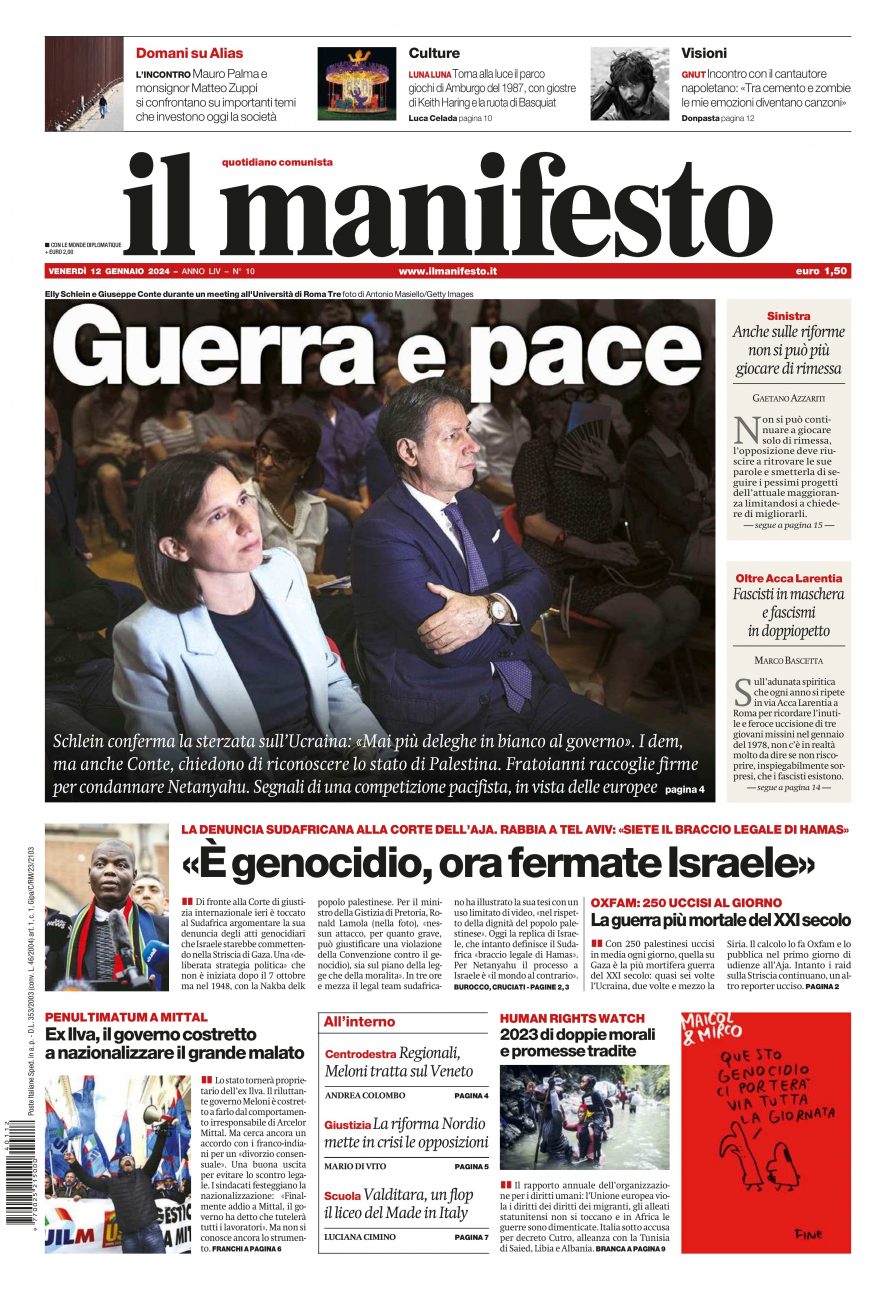 Domani su Alias
L'INCONTRO Mauro Palma e
monsignor Matteo Zuppi
si confrontano su importanti temi
che investono oggi la società
Culture
LUNA LUNA Torna alla luce il parco
giochi di Amburgo del 1987, con giostre
di Keith Haring e la ruota di Basquiat
Luca Celada pagina 10
Visioni
GNUT Incontro con il cantautore
napoletano: «Tra cemento e zombie
le mie emozioni diventano canzoni»
Donpasta pagina 12
quotidiano comunista
il manifesto
■ CON LE MONDE DIPLOMATIQUE
+ EURO 2,00
VENERDÌ 12 GENNAIO 2024 – ANNO LIV – N° 10
www.ilmanifesto.it
euro 1,50
Elly Schlein e Giuseppe Conte durante un meeting all'Università di Roma Tre foto di Antonio Masiello/Getty Images
Guerra e pace
Schlein conferma la sterzata sull'Ucraina: «Mai più deleghe in bianco al governo». I dem,
ma anche Conte, chiedono di riconoscere lo stato di Palestina. Fratoianni raccoglie firme
per condannare Netanyahu. Segnali di una competizione pacifista, in vista delle europee pagina 4
Sinistra
Anche sulle riforme
non si può più
giocare di rimessa
GAETANO AZZARITI
Non si può conti-
nuare a giocare
solo di rimessa,
l'opposizione deve riu-
scire a ritrovare le sue
parole e smetterla di se-
guire i pessimi progetti
dell'attuale maggioran-
za limitandosi a chiede-
re di migliorarli.
— segue a pagina 15 —
Oltre Acca Larentia
Fascisti in maschera
e fascismi
in doppiopetto
MARCO BASCETTA
Sull'adunata spiritica
che ogni anno si ripete
in via Acca Larentia a
Roma per ricordare l'inuti-
le e feroce uccisione di tre
giovani missini nel gennaio
del 1978, non c'è in realtà
molto da dire se non risco-
prire, inspiegabilmente sor-
presi, che i fascisti esistono.
— segue a pagina 14 —
LA DENUNCIA SUDAFRICANA ALLA CORTE DELL'AJA. RABBIA A TEL AVIV: «SIETE IL BRACCIO LEGALE DI HAMAS»
«È genocidio, ora fermate Israele»
Di fronte alla Corte di giusti-
zia internazionale ieri è toccato
al Sudafrica argomentare la sua
denuncia degli atti genocidari
che Israele starebbe commetten-
do nella Striscia di Gaza. Una «de-
liberata strategia politica» che
non è iniziata dopo il 7 ottobre
ma nel 1948, con la Nakba delk
popolo palestinese. Per il mini-
stro della Gistizia di Pretoria, Ro-
nald Lamola (nella foto), «nes-
sun attacco, per quanto grave,
può giustificare una violazione
della Convenzione contro il ge-
nocidio), sia sul piano della leg-
ge che della moralita». In tre ore
e mezza il legal team sudafrica-
no ha illustrato la sua tesi con un
uso limitato di video, «nel rispet-
to della dignità del popolo pale-
stinese». Oggi la replica di Israe-
le, che intanto definisce il Suda-
frica «braccio legale di Hamas».
Per Netanyahu il processo a
Israele è «il mondo al contrario».
BUROCCO, CRUCIATI - PAGINE 2, 3
OXFAM: 250 UCCISI AL GIORNO
La guerra più mortale del XXI secolo
Con 250 palestinesi uccisi
in media ogni giorno, quella su
Gaza è la più mortifera guerra
del XXI secolo: quasi sei volte
l'Ucraina, due volte e mezzo la
Siria. Il calcolo lo fa Oxfam e lo
pubblica nel primo giorno di
udienze all'Aja. Intanto i raid
sulla Striscia continuano, un al-
tro reporter ucciso. PAGINA 2
PENULTIMATUM A MITTAL
Ex Ilva, il governo costretto
a nazionalizzare il grande malato
Lo stato tornerà proprie-
tario dell'ex Ilva. Il riluttan-
te governo Meloni è costret-
to a farlo dal comportamen-
to irresponsabile di Arcelor
Mittal. Ma cerca ancora un
accordo con i franco-india-
ni per un «divorzio consen-
suale». Una buona uscita
per evitare lo scontro lega-
le. I sindacati festeggiano la
nazionalizzazione: «Final-
mente addio a Mittal, il go-
verno ha detto che tutelerà
tutti i lavoratori». Ma non si
conosce ancora lo strumen-
to. FRANCHI A PAGINA 6
UILM
All'interno
Centrodestra Regionali,
Meloni tratta sul Veneto
ANDREA COLOMBO PAGINA 4
Giustizia La riforma Nordio
mette in crisi le opposizioni
MARIO DI VITO PAGINA 5
Scuola Valditara, un flop
il liceo del Made in Italy
LUCIANA CIMINO PAGINA 7
HUMAN RIGHTS WATCH
2023 di doppie morali
e promesse tradite
Il rapporto annuale dell'organizzazio-
ne per i diritti umani: l'Unione europea vio-
la i diritti dei diritti dei migranti, gli alleati
statunitensi non si toccano e in Africa le
guerre sono dimenticate. Italia sotto accusa
per decreto Cutro, alleanza con la Tunisia
di Saied, Libia e Albania. BRANCA A PAGINA 9
MAICOL
& MIRCO
QUESTO
GENOCIDIO
CI PORTERÀ
VIA TUTTA
LA GIORNATA
FINE
Poste Italiane Sped. in a. p. - D.L. 353/2003 (conv. L. 46/2004) art. 1, c. 1, Gipa/C/RM/23/2103
40112
9 770025 215000